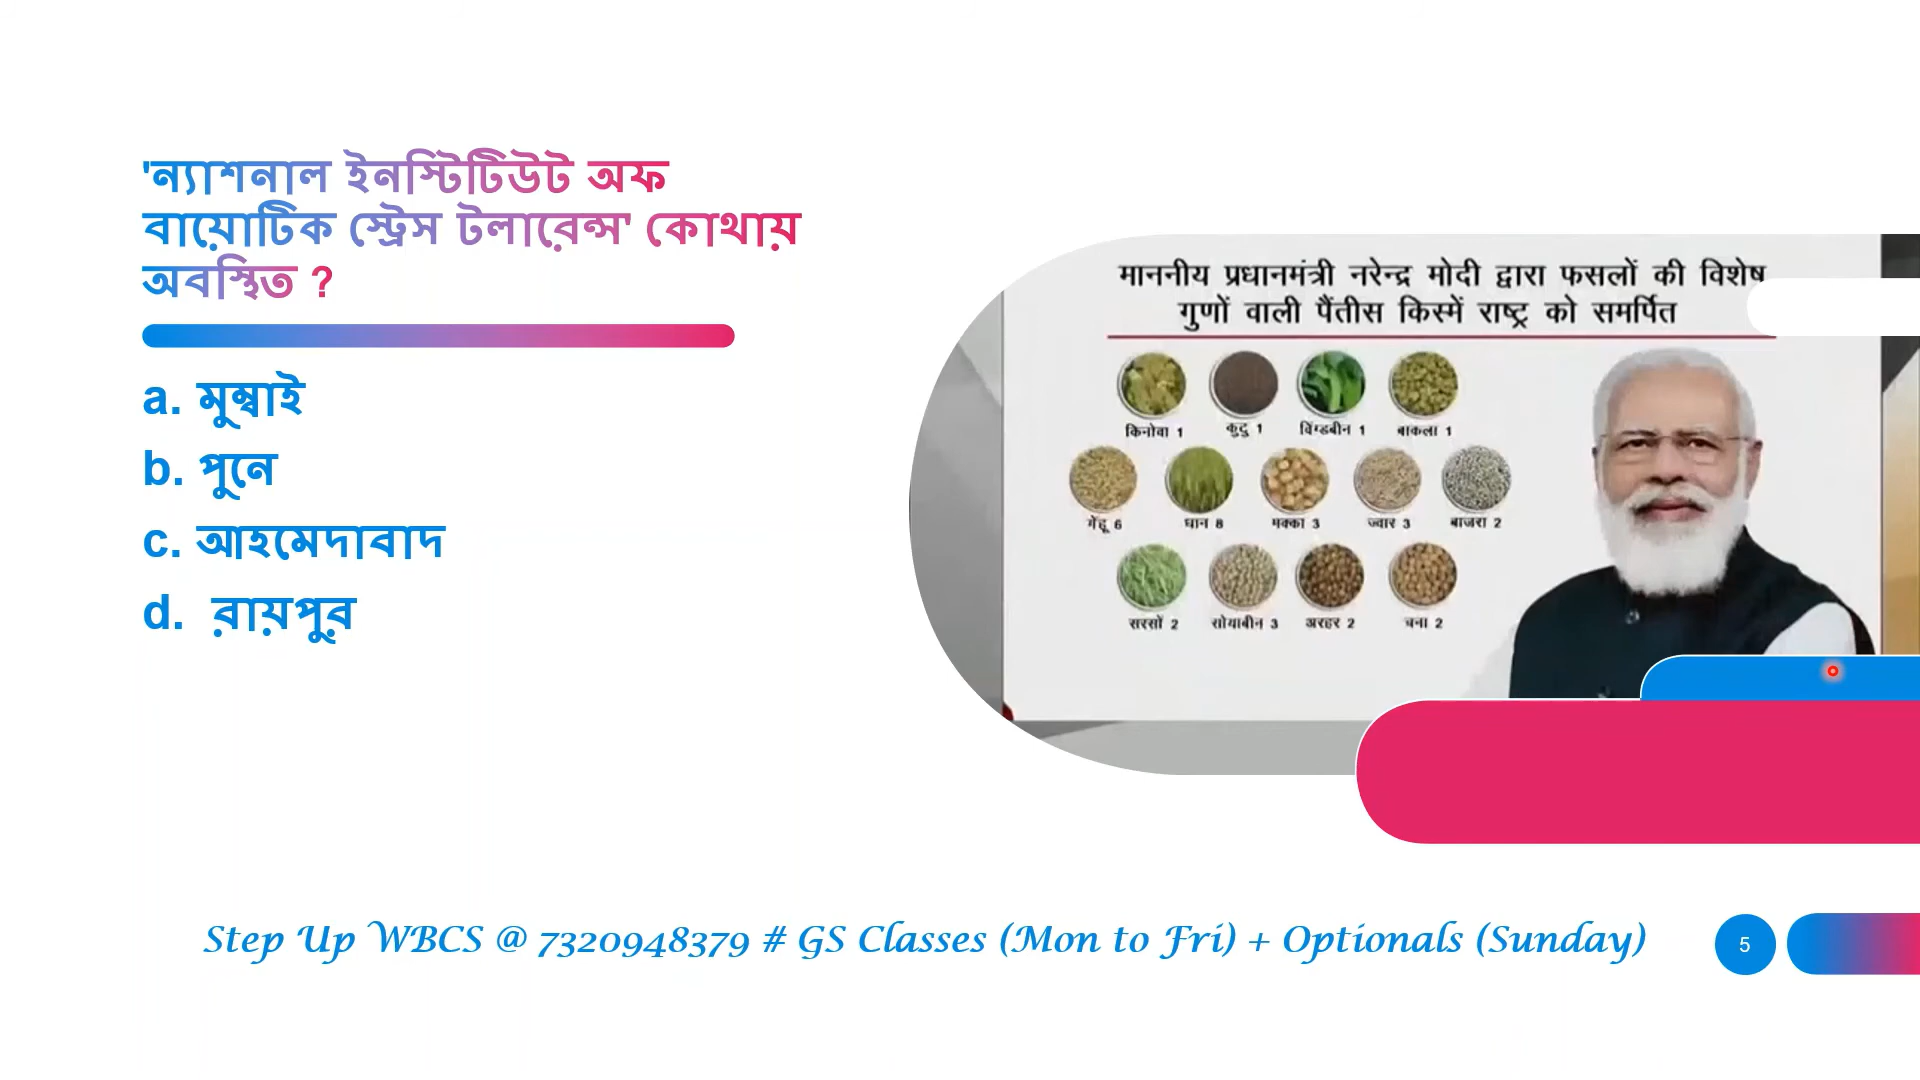 'ন্যাশনাল ইনস্টিটিউট অফ
বায়োটিক স্ট্রেস টলারেন্স' কোথায়
অবস্থিত ?
a. মুম্বাই
b. পুনে
c. আহমেদাবাদ
d. রায়পুর
माननीय प्रधानमंत्री नरेन्द्र मोदी द्वारा फसलों की विशेष
गुणों वाली पैंतीस किस्में राष्ट्र को समर्पित
किनोवा 1 कुटु 1 विंग्डबीन 1 बाकला 1
गेंहू 6 धान 8 मक्का 3 ज्वार 3 बाजरा 2
सरसों 2 सोयाबीन 3 अरहर 2 चना 2
Step Up WBCS @ 7320948379 # GS Classes (Mon to Fri) + Optionals (Sunday)
5